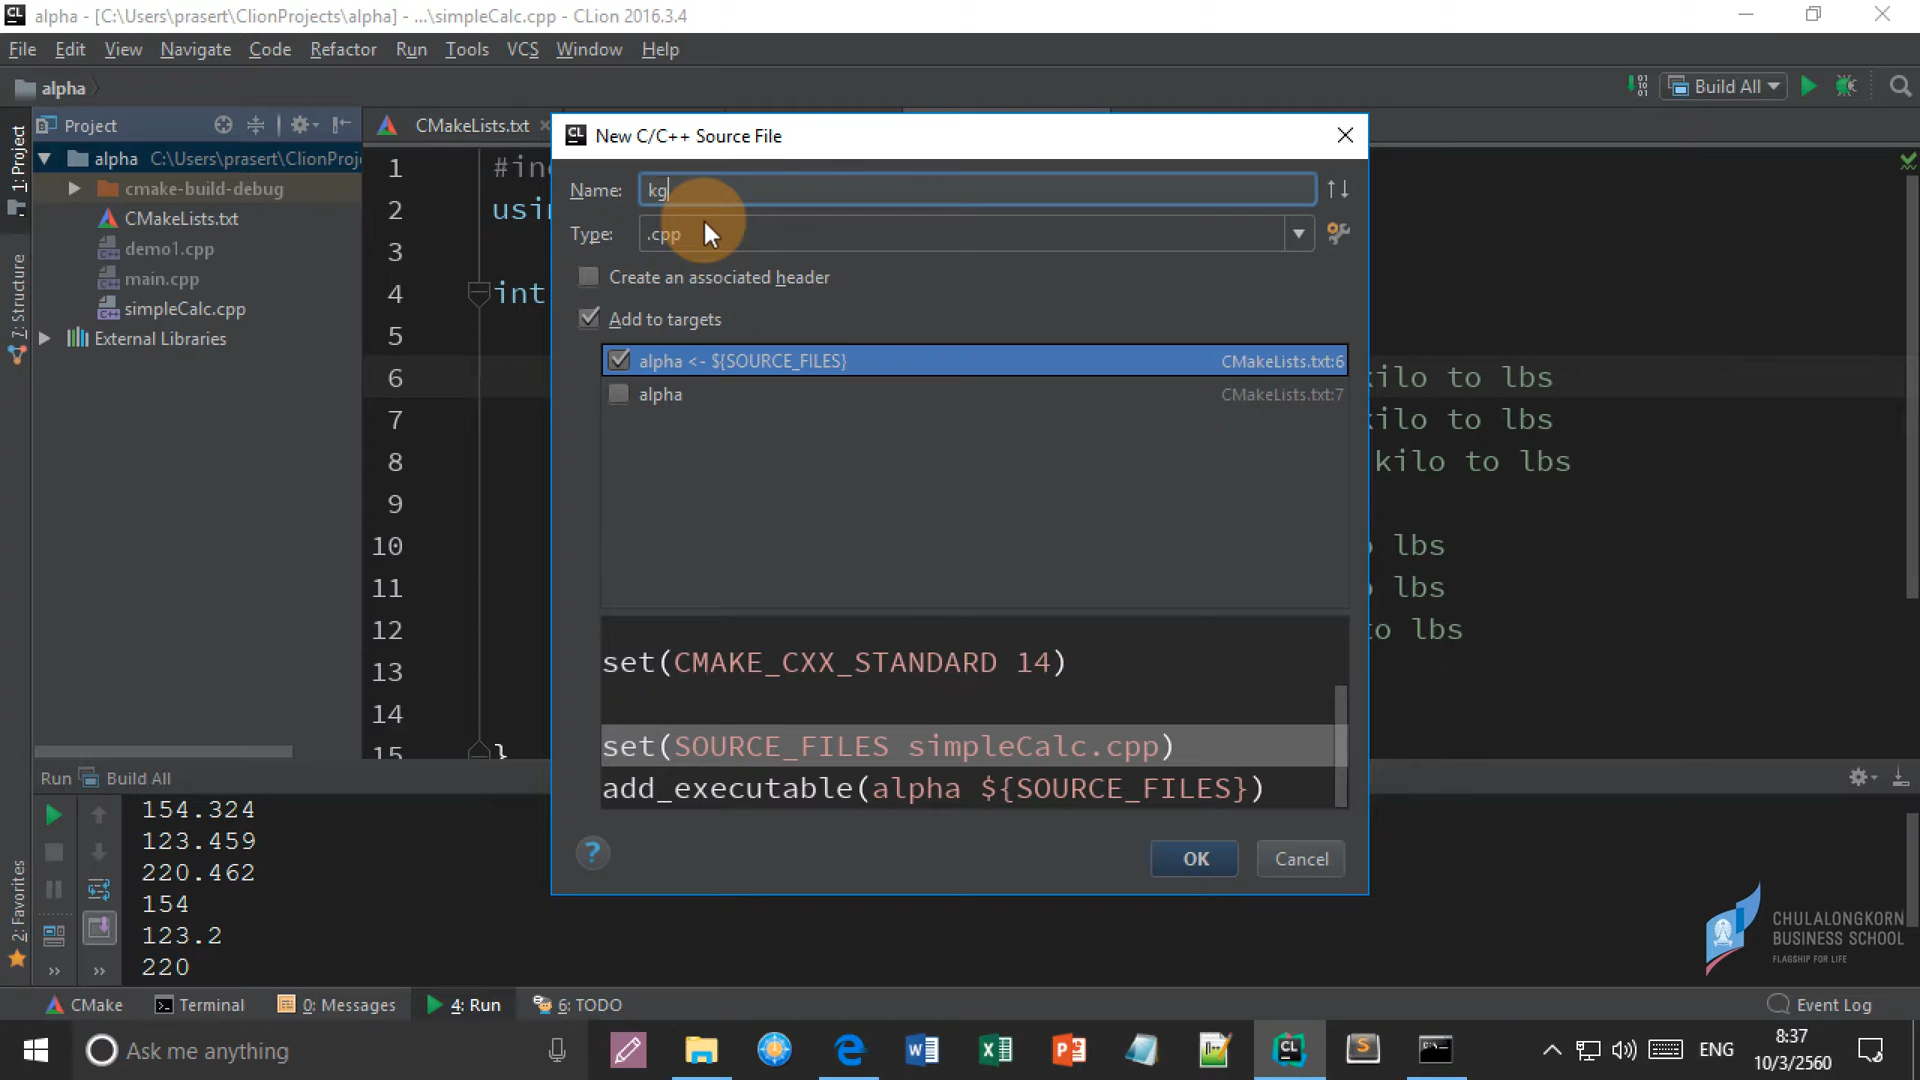 alpha - [C:\Users\prasert\ClionProjects\alpha] - ...\simpleCalc.cpp - CLion 2016.3.4
File Edit View Navigate Code Refactor Run Tools VCS Window Help
alpha Build All
1: Project
7: Structure
2: Favorites
Project
alpha C:\Users\prasert\ClionProj
cmake-build-debug
CMakeLists.txt
demo1.cpp
main.cpp
simpleCalc.cpp
External Libraries
CMakeLists.txt
1 #in
2 usin
3
4 int
5
6 kilo to lbs
7 kilo to lbs
8 kilo to lbs
9
10 lbs
11 lbs
12 to lbs
13
14
15 }
New C/C++ Source File
Name: kg
Type: .cpp
Create an associated header
Add to targets
alpha <- ${SOURCE_FILES} CMakeLists.txt:6
alpha CMakeLists.txt:7
set(CMAKE_CXX_STANDARD 14)
set(SOURCE_FILES simpleCalc.cpp)
add_executable(alpha ${SOURCE_FILES})
? OK Cancel
Run Build All
154.324
123.459
220.462
154
123.2
220
CHULALONGKORN
BUSINESS SCHOOL
FLAGSHIP FOR LIFE
CMake Terminal 0: Messages 4: Run 6: TODO Event Log
Ask me anything
ENG
8:37
10/3/2560